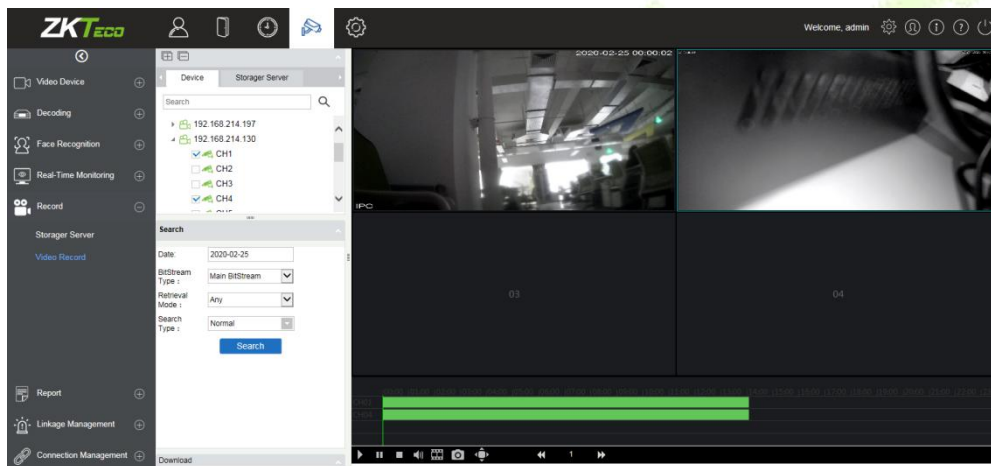 ZKTeco
Welcome, admin
Video Device
Decoding
Face Recognition
Real-Time Monitoring
Record
Storager Server
Video Record
Report
Linkage Management
Connection Management
Device
Storager Server
Search
192.168.214.197
192.168.214.130
CH1
CH2
CH3
CH4
Search
Date:
2020-02-25
BitStream Type :
Main BitStream
Retrieval Mode :
Any
Search Type :
Normal
Search
Download
2020-02-25 00:00:02
IPC
03
04
1